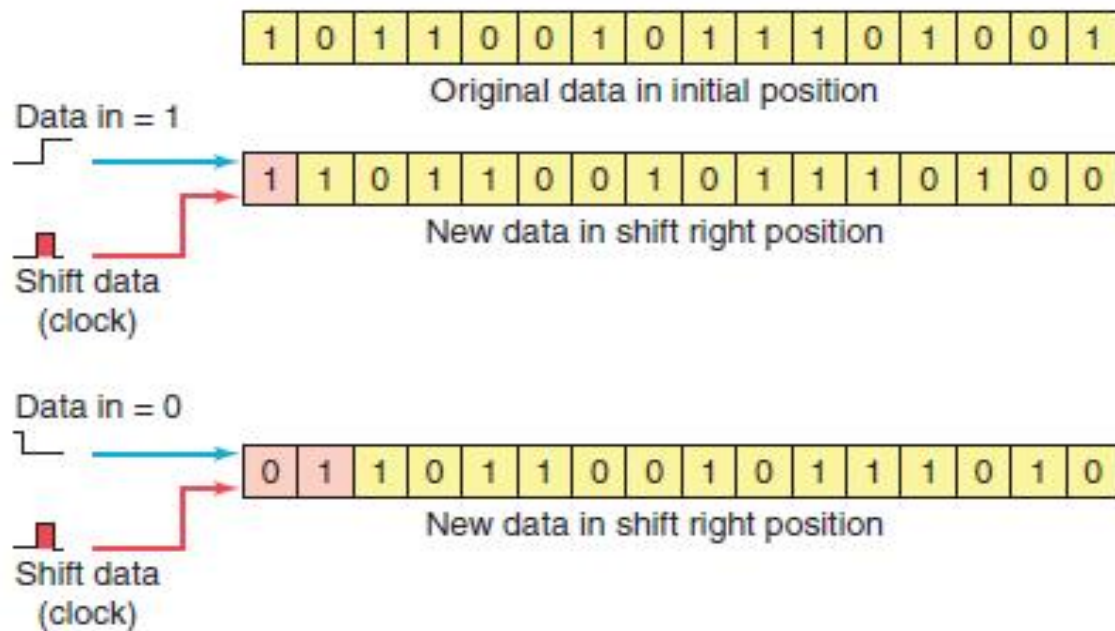 1 0 1 1 0 0 1 0 1 1 1 0 1 0 0 1
Original data in initial position
Data in = 1
1 1 0 1 1 0 0 1 0 1 1 1 0 1 0 0
New data in shift right position
Shift data
(clock)
Data in = 0
0 1 1 0 1 1 0 0 1 0 1 1 1 0 1 0
New data in shift right position
Shift data
(clock)